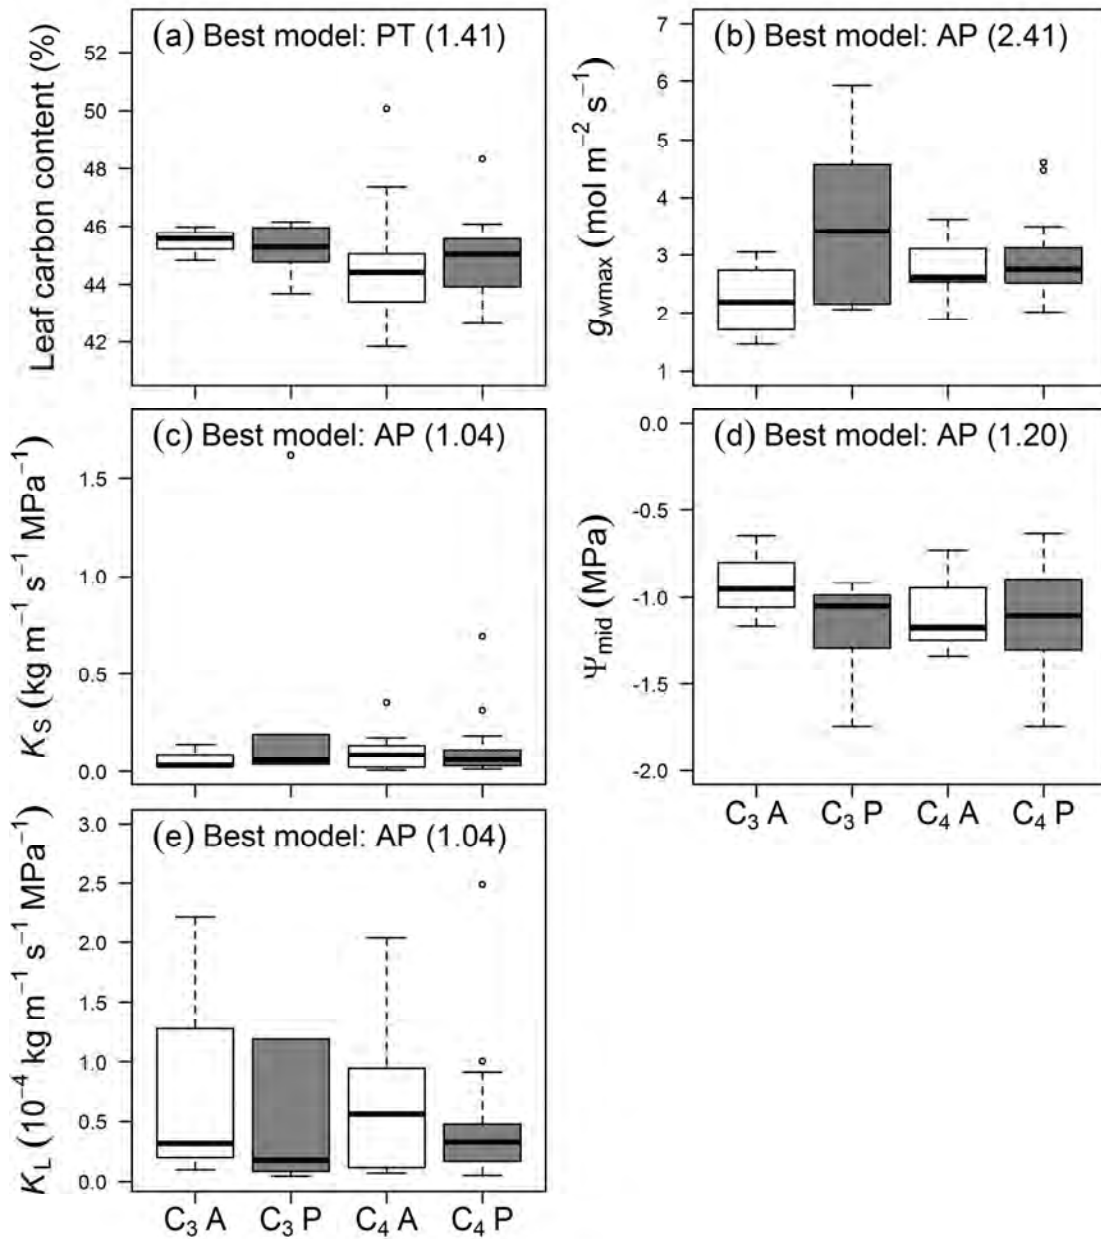 (a) Best model: PT (1.41)
Leaf carbon content (%)
52
50
48
46
44
42
(b) Best model: AP (2.41)
gwmax (mol m⁻² s⁻¹)
7
6
5
4
3
2
1
(c) Best model: AP (1.04)
KS (kg m⁻¹ s⁻¹ MPa⁻¹)
1.5
1.0
0.5
0.0
(d) Best model: AP (1.20)
Ψmid (MPa)
0.0
-0.5
-1.0
-1.5
-2.0
C₃ A C₃ P C₄ A C₄ P
(e) Best model: AP (1.04)
KL (10⁻⁴ kg m⁻¹ s⁻¹ MPa⁻¹)
3.0
2.5
2.0
1.5
1.0
0.5
0.0
C₃ A C₃ P C₄ A C₄ P